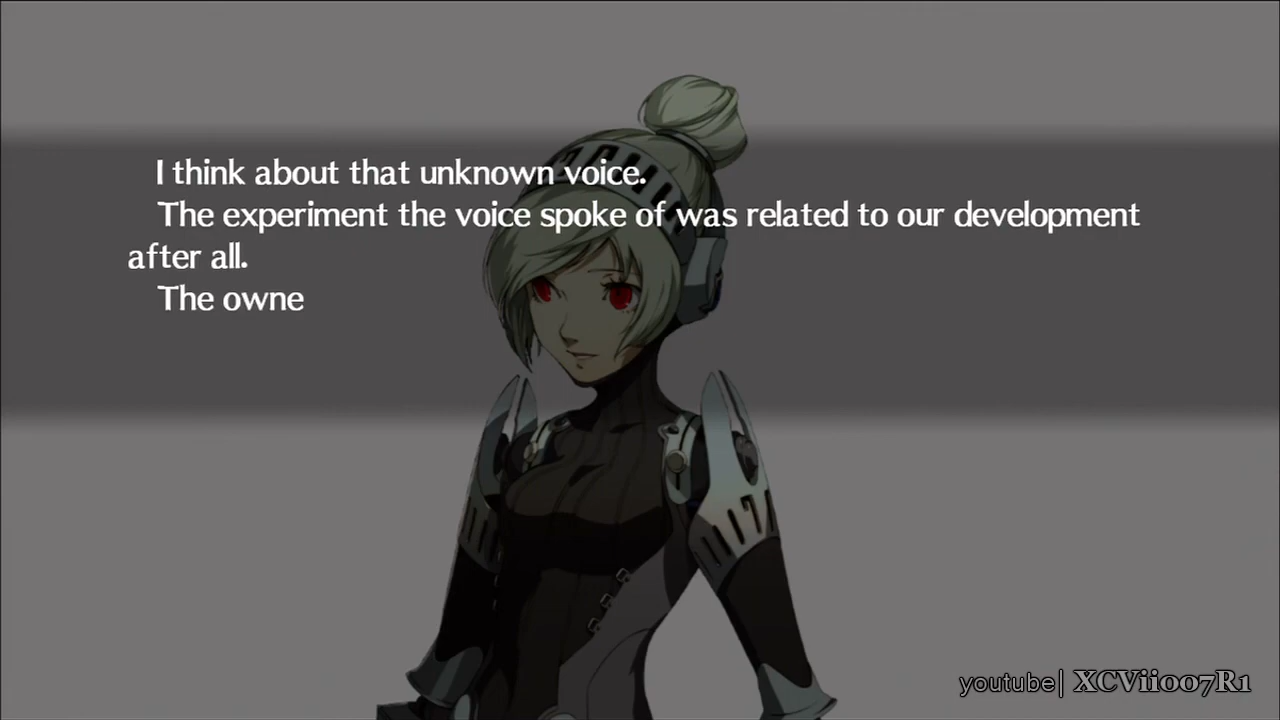 I think about that unknown voice.
The experiment the voice spoke of was related to our development
after all.
The owne
youtube| XCVii007R1